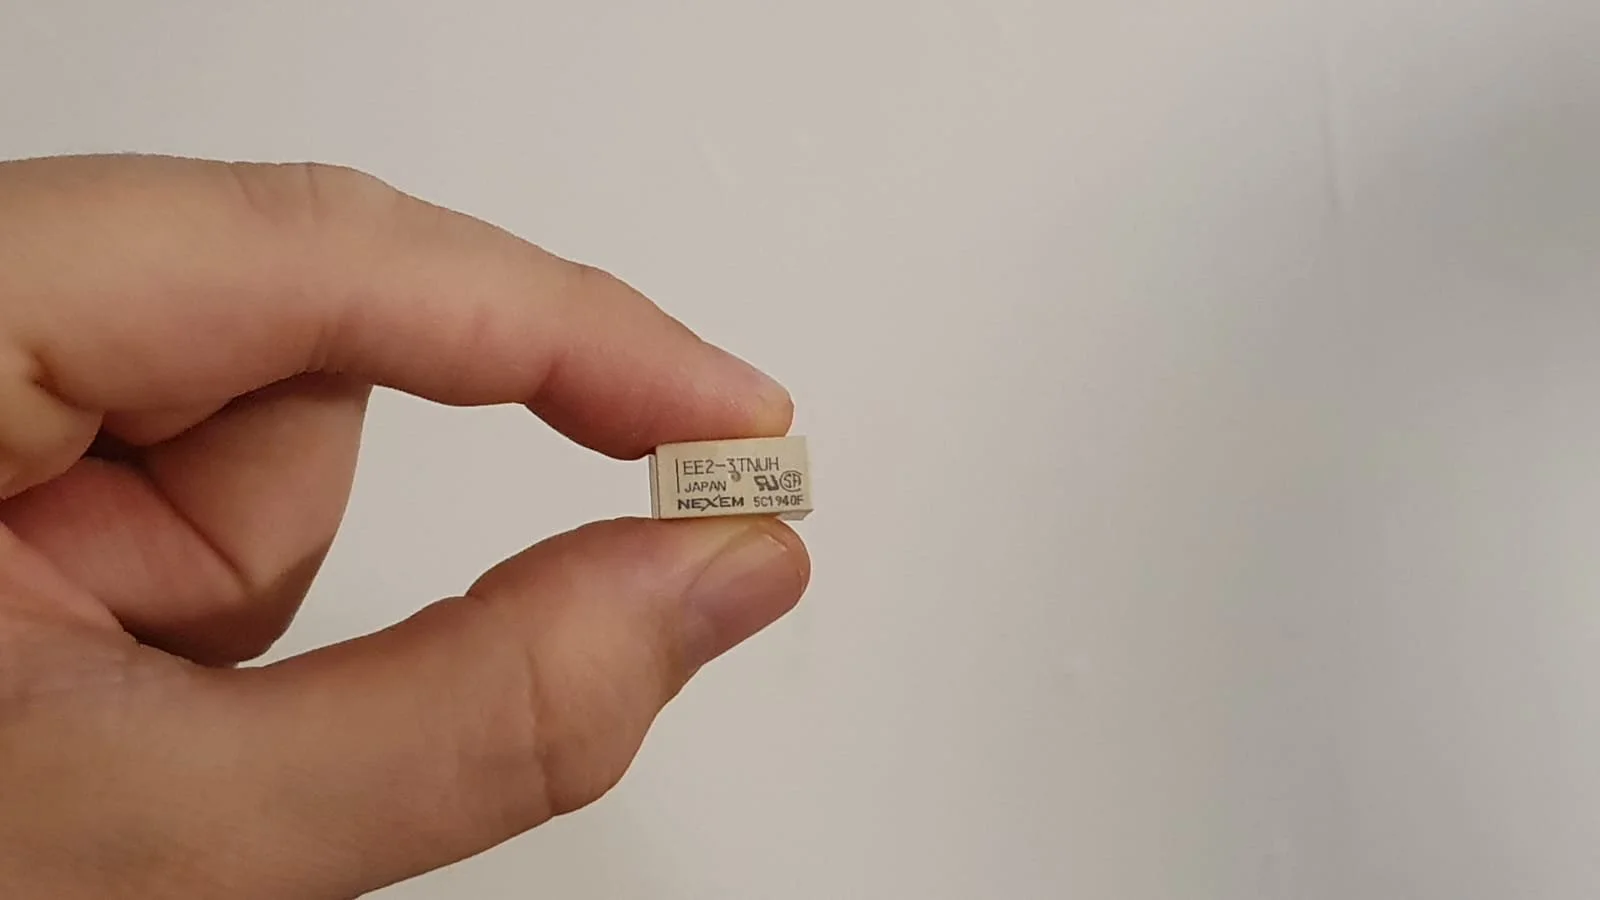 EE2-3TNUH
JAPAN
NEXEM 5C1940F